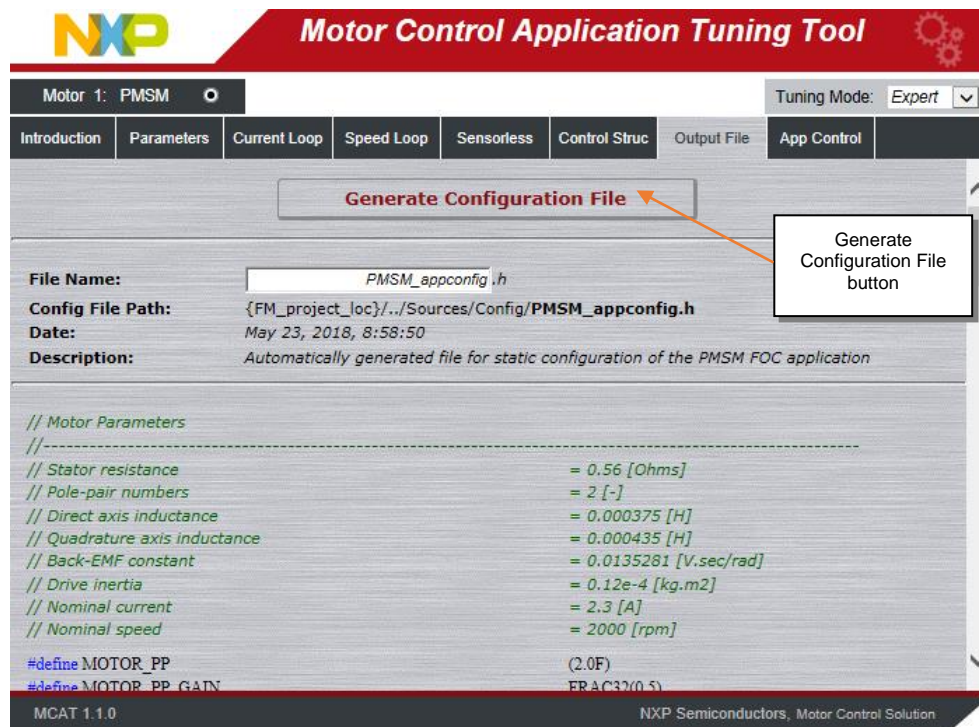 NXP
Motor Control Application Tuning Tool
Motor 1: PMSM
Tuning Mode: Expert
Introduction Parameters Current Loop Speed Loop Sensorless Control Struc Output File App Control
Generate Configuration File
Generate
Configuration File
button
File Name: PMSM_appconfig .h
Config File Path: {FM_project_loc}/../Sources/Config/PMSM_appconfig.h
Date: May 23, 2018, 8:58:50
Description: Automatically generated file for static configuration of the PMSM FOC application
// Motor Parameters
//----------------------------------------------------------------------------------------------------
// Stator resistance = 0.56 [Ohms]
// Pole-pair numbers = 2 [-]
// Direct axis inductance = 0.000375 [H]
// Quadrature axis inductance = 0.000435 [H]
// Back-EMF constant = 0.0135281 [V.sec/rad]
// Drive inertia = 0.12e-4 [kg.m2]
// Nominal current = 2.3 [A]
// Nominal speed = 2000 [rpm]
#define MOTOR_PP (2.0F)
#define MOTOR_PP_GAIN FRAC32(0.5)
MCAT 1.1.0 NXP Semiconductors, Motor Control Solution